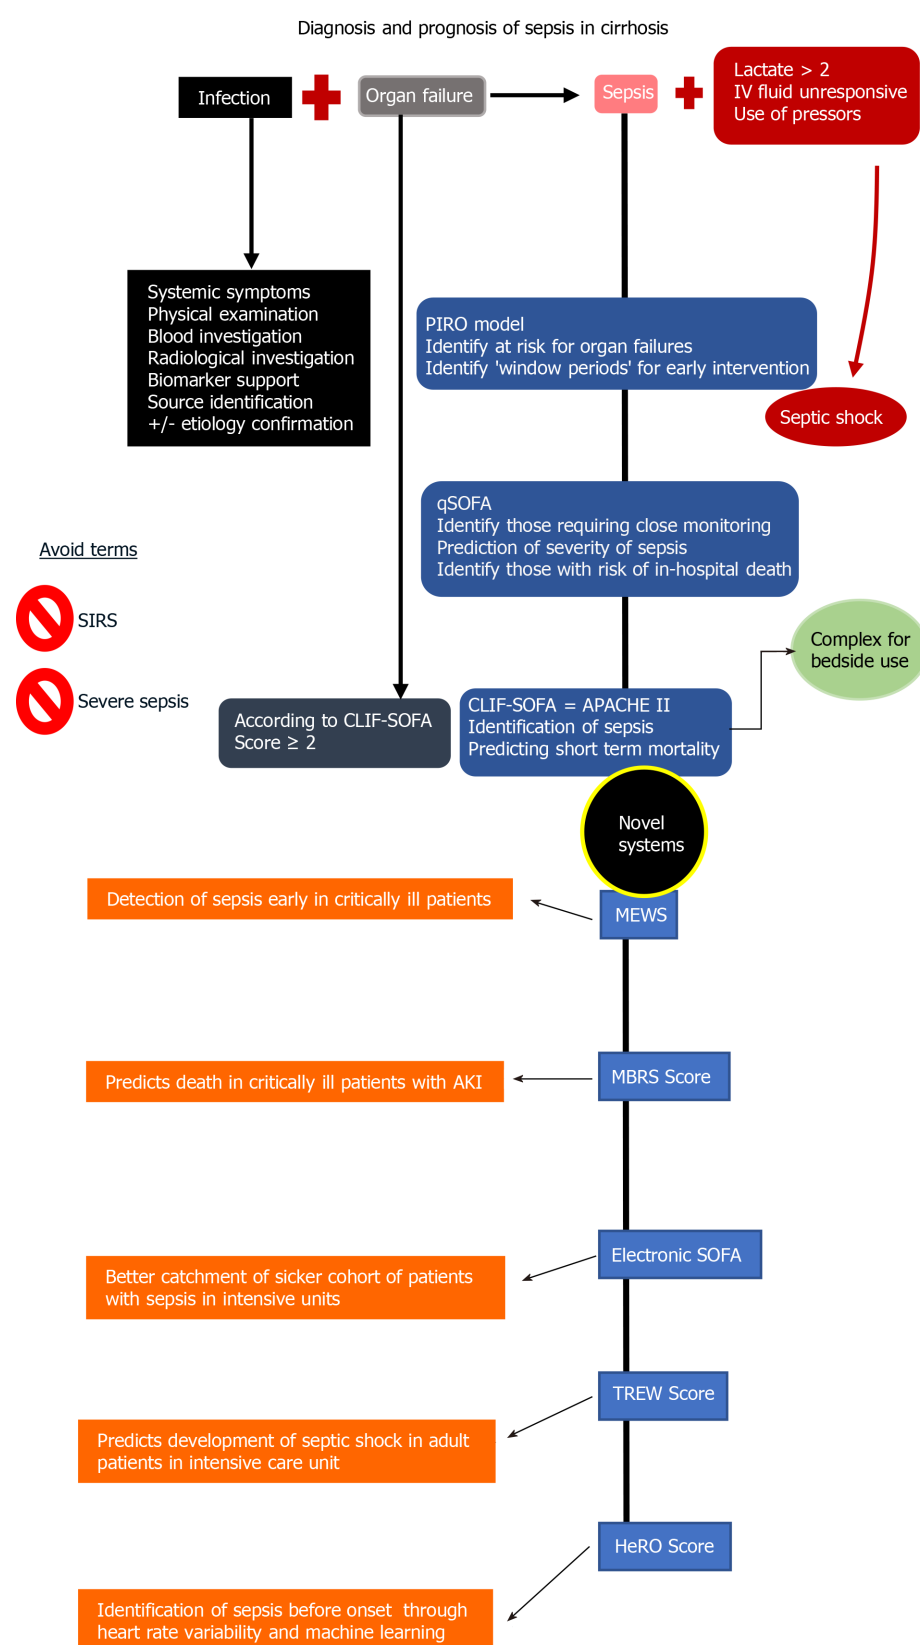 Diagnosis and prognosis of sepsis in cirrhosis
Infection
Organ failure
Sepsis
Lactate > 2
IV fluid unresponsive
Use of pressors
Systemic symptoms
Physical examination
Blood investigation
Radiological investigation
Biomarker support
Source identification
+/- etiology confirmation
PIRO model
Identify at risk for organ failures
Identify 'window periods' for early intervention
Septic shock
qSOFA
Identify those requiring close monitoring
Prediction of severity of sepsis
Identify those with risk of in-hospital death
Avoid terms
SIRS
Severe sepsis
Complex for
bedside use
According to CLIF-SOFA
Score ≥ 2
CLIF-SOFA = APACHE II
Identification of sepsis
Predicting short term mortality
Novel
systems
Detection of sepsis early in critically ill patients
MEWS
Predicts death in critically ill patients with AKI
MBRS Score
Electronic SOFA
Better catchment of sicker cohort of patients
with sepsis in intensive units
TREW Score
Predicts development of septic shock in adult
patients in intensive care unit
HeRO Score
Identification of sepsis before onset through
heart rate variability and machine learning